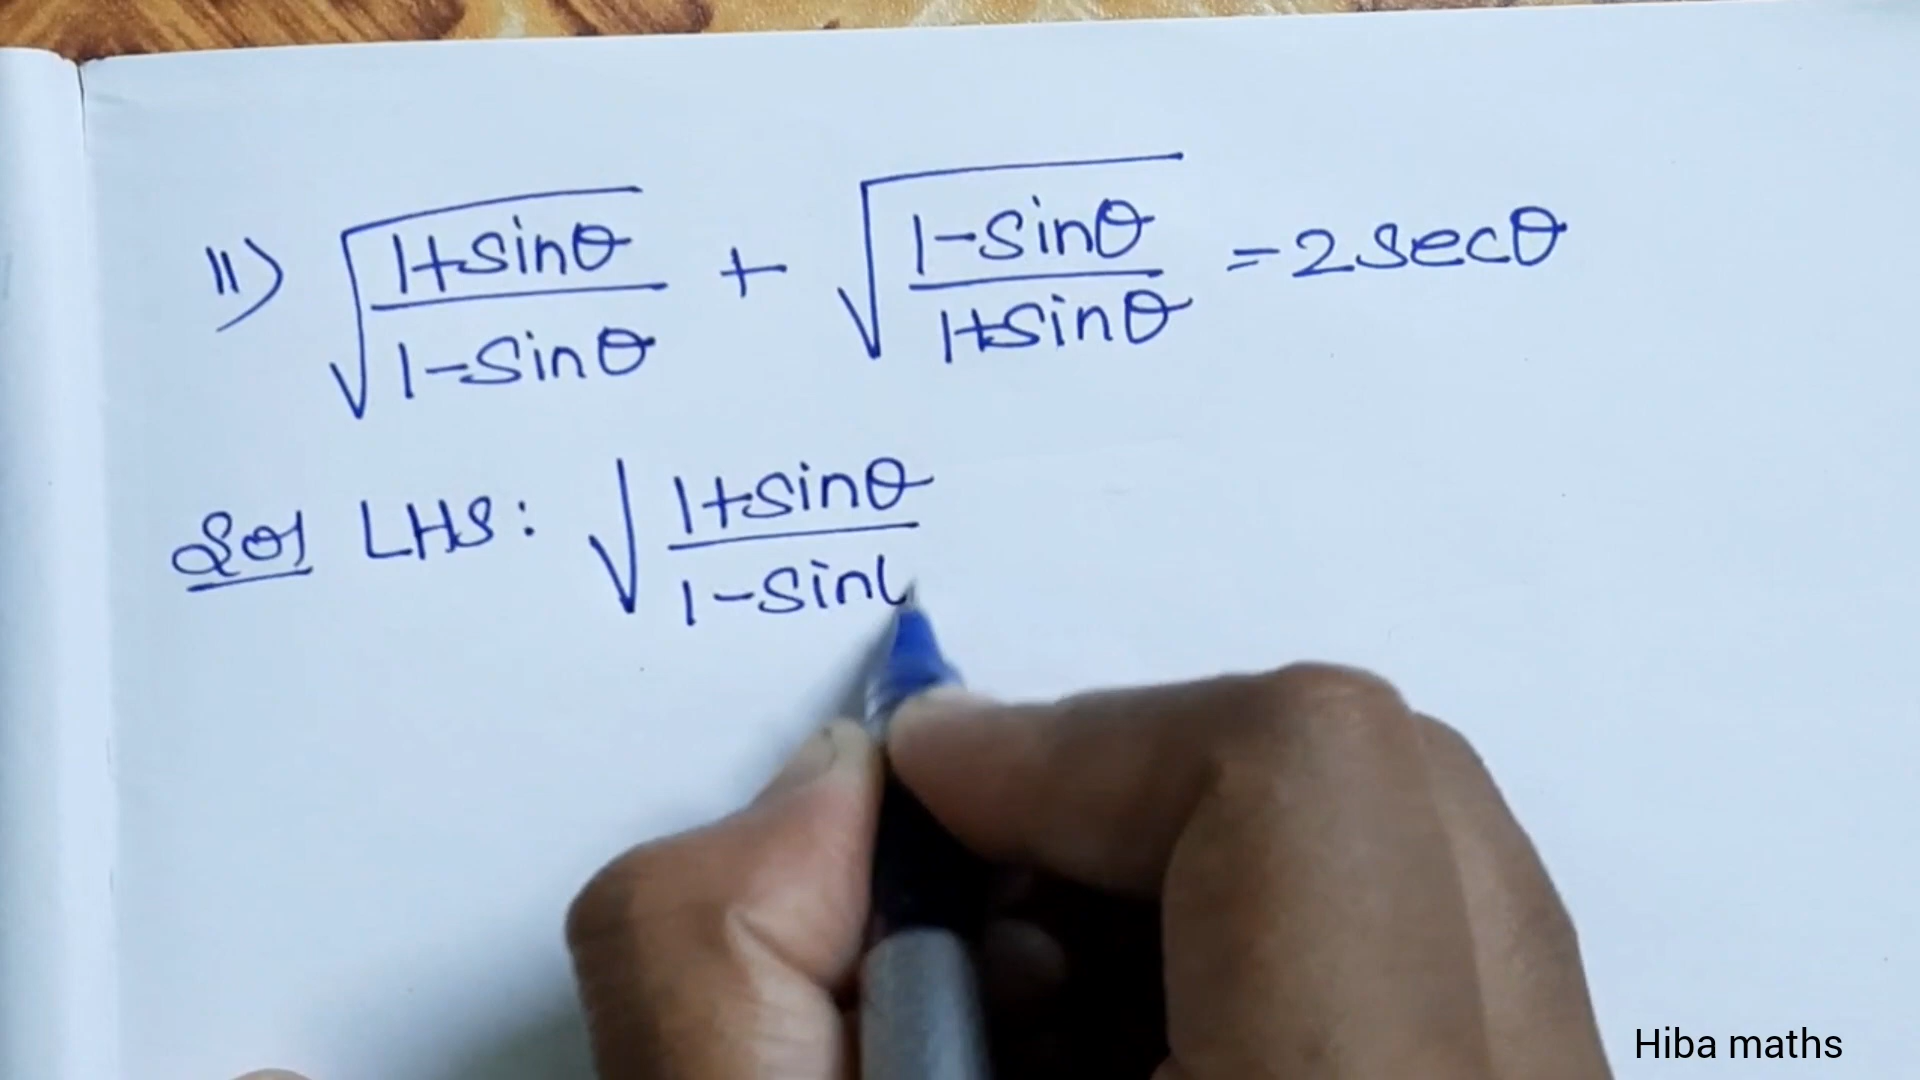 ii) √(1+sinθ / 1-sinθ) + √(1-sinθ / 1+sinθ) = 2secθ
Sol LHS: √(1+sinθ / 1-sin
Hiba maths